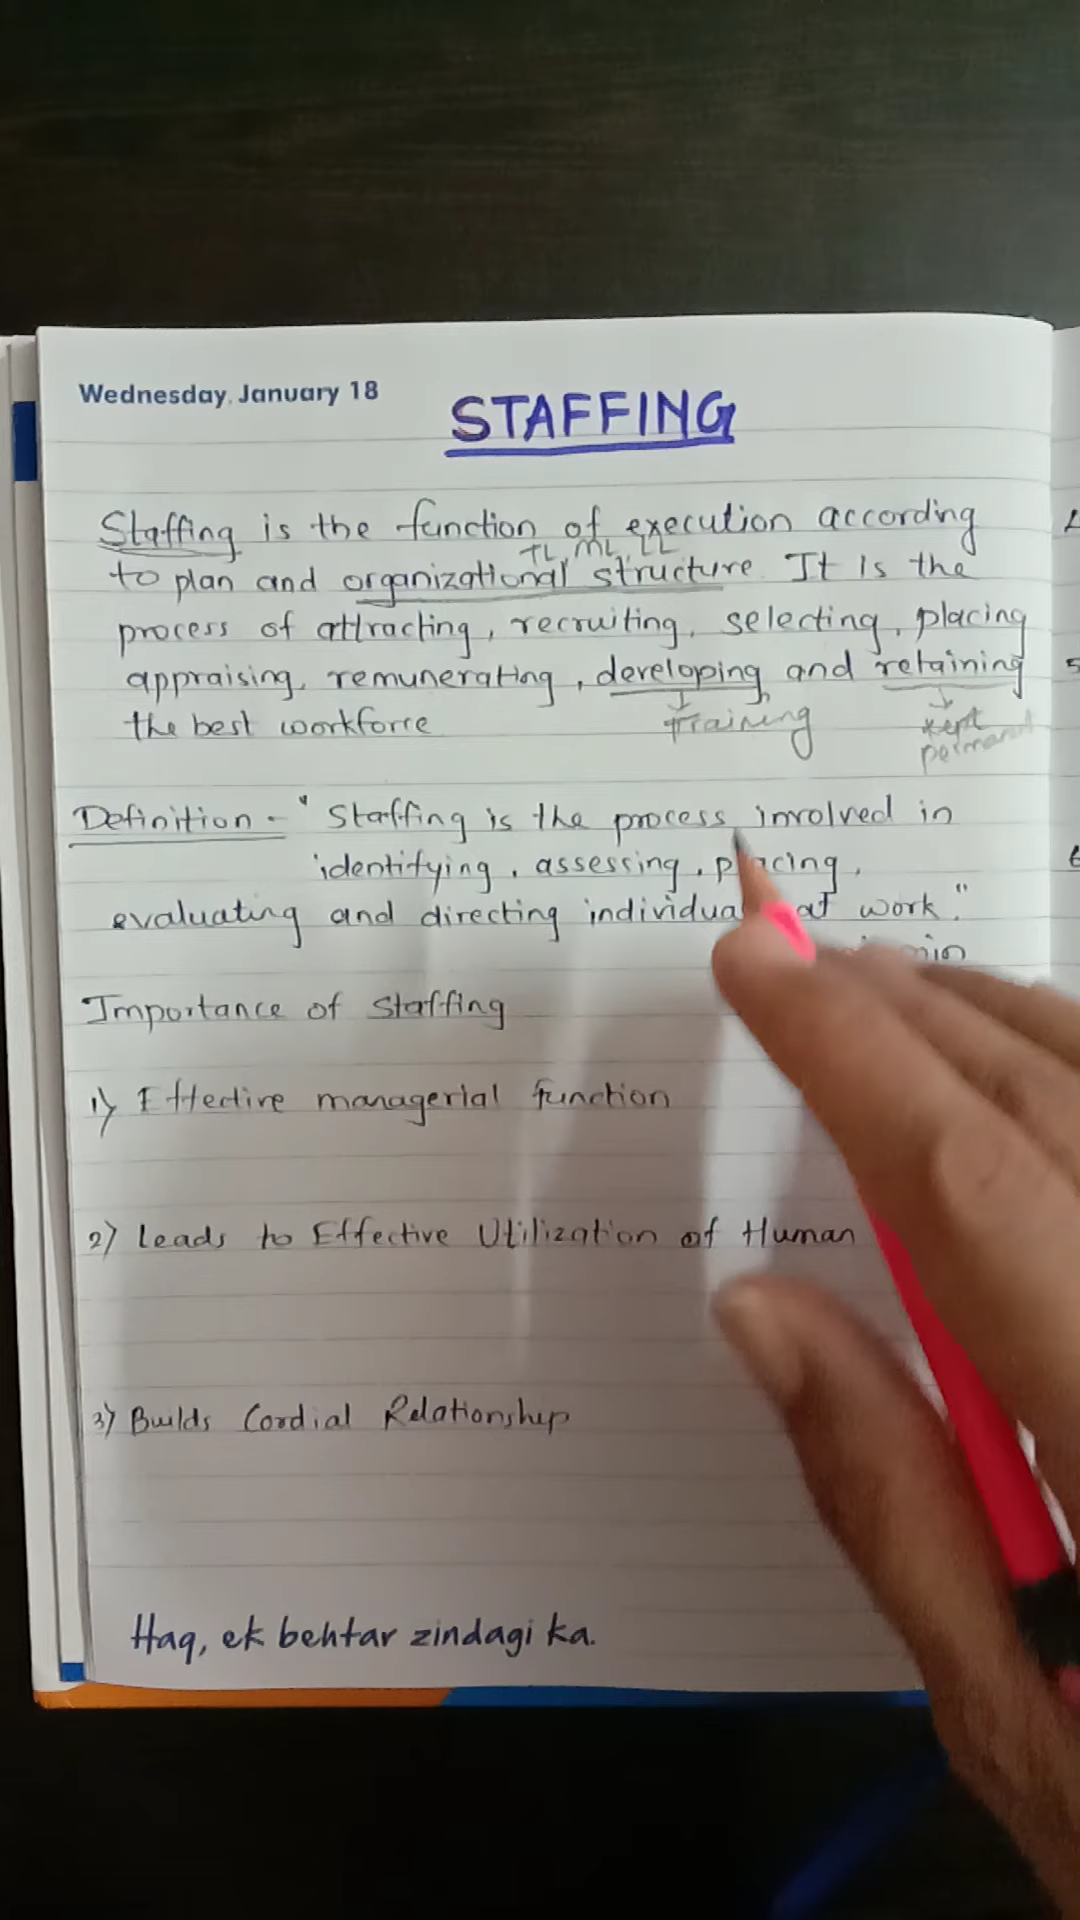 Wednesday, January 18
STAFFING
Staffing is the function of execution according
TL, ML, LL
to plan and organizational structure. It is the
process of attracting, recruiting, selecting, placing
appraising, remunerating, developing and retaining
the best workforce
training
kept
Definition - "Staffing is the process involved in
identifying, assessing, placing,
evaluating and directing individual at work."
Importance of Staffing
1) Effective managerial function
2) Leads to Effective Utilization of Human
3) Builds Cordial Relationship
Haq, ek behtar zindagi ka.